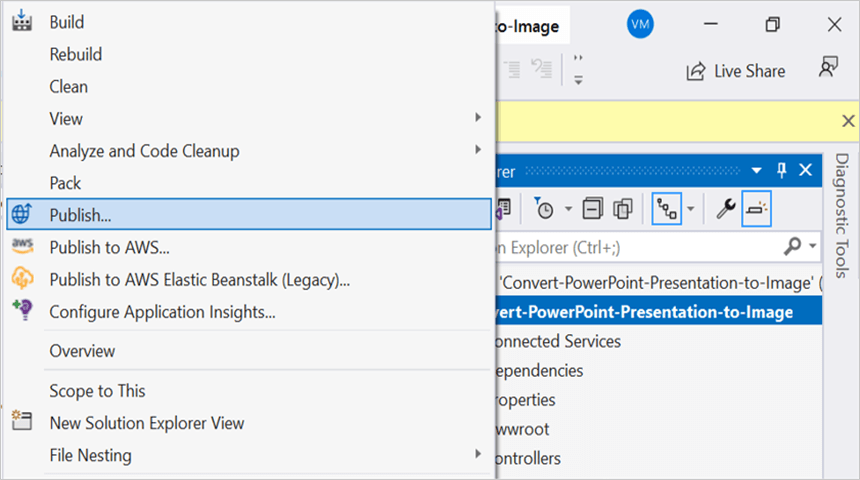 Build
Rebuild
Clean
View
Analyze and Code Cleanup
Pack
Publish...
aws
Publish to AWS...
Publish to AWS Elastic Beanstalk (Legacy)...
Configure Application Insights...
Overview
Scope to This
New Solution Explorer View
File Nesting
to-Image
VM
Live Share
rer
n Explorer (Ctrl+;)
'Convert-PowerPoint-Presentation-to-Image' (
vert-PowerPoint-Presentation-to-Image
onnected Services
ependencies
roperties
wwroot
ontrollers
Diagnostic Tools